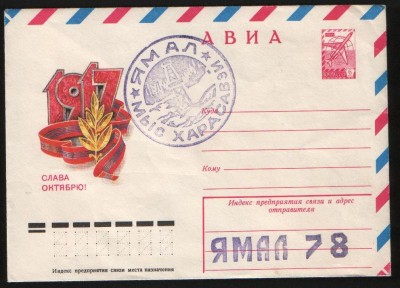 АВИА
1917
ЯМАЛ
МЫС ХАРАСАВЭЙ
Куда
СЛАВА
ОКТЯБРЮ!
Кому
Индекс предприятия связи и адрес
отправителя
ЯМАЛ 78
Индекс предприятия связи места назначения